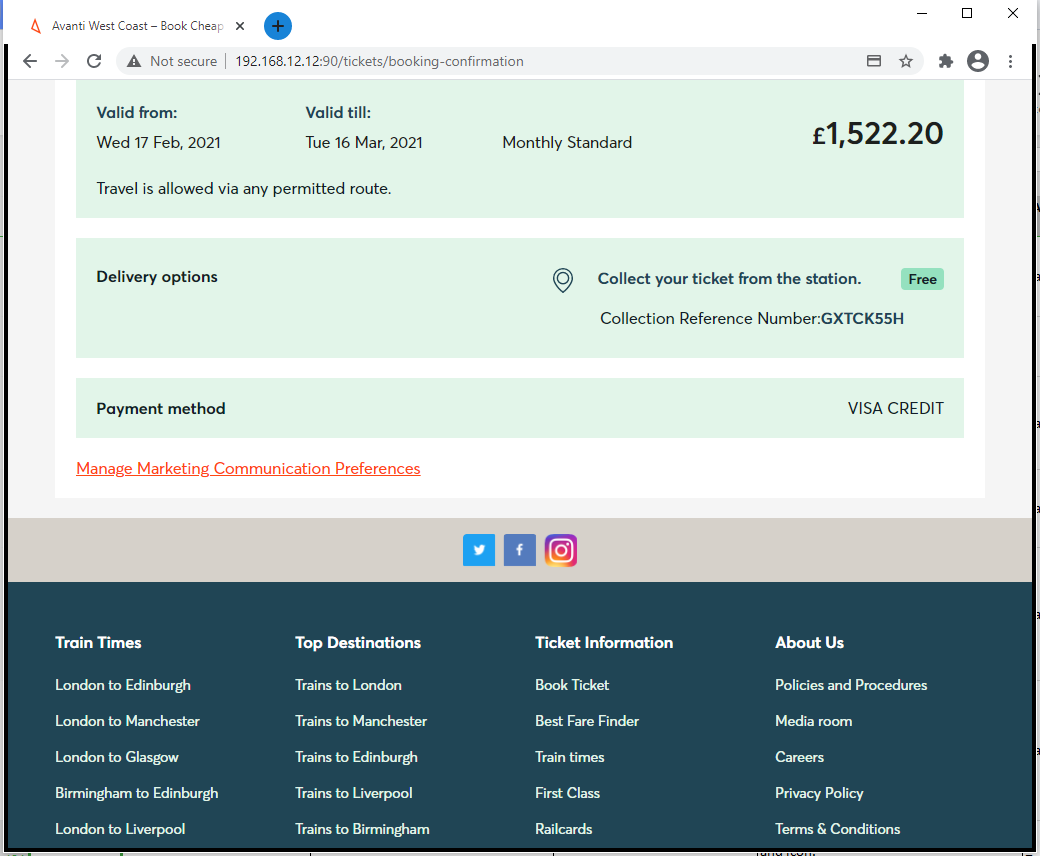 Avanti West Coast – Book Cheap
Not secure | 192.168.12.12:90/tickets/booking-confirmation
Valid from: Valid till:
Wed 17 Feb, 2021 Tue 16 Mar, 2021 Monthly Standard £1,522.20
Travel is allowed via any permitted route.
Delivery options Collect your ticket from the station. Free
Collection Reference Number:GXTCK55H
Payment method VISA CREDIT
Manage Marketing Communication Preferences
Train Times Top Destinations Ticket Information About Us
London to Edinburgh Trains to London Book Ticket Policies and Procedures
London to Manchester Trains to Manchester Best Fare Finder Media room
London to Glasgow Trains to Edinburgh Train times Careers
Birmingham to Edinburgh Trains to Liverpool First Class Privacy Policy
London to Liverpool Trains to Birmingham Railcards Terms & Conditions